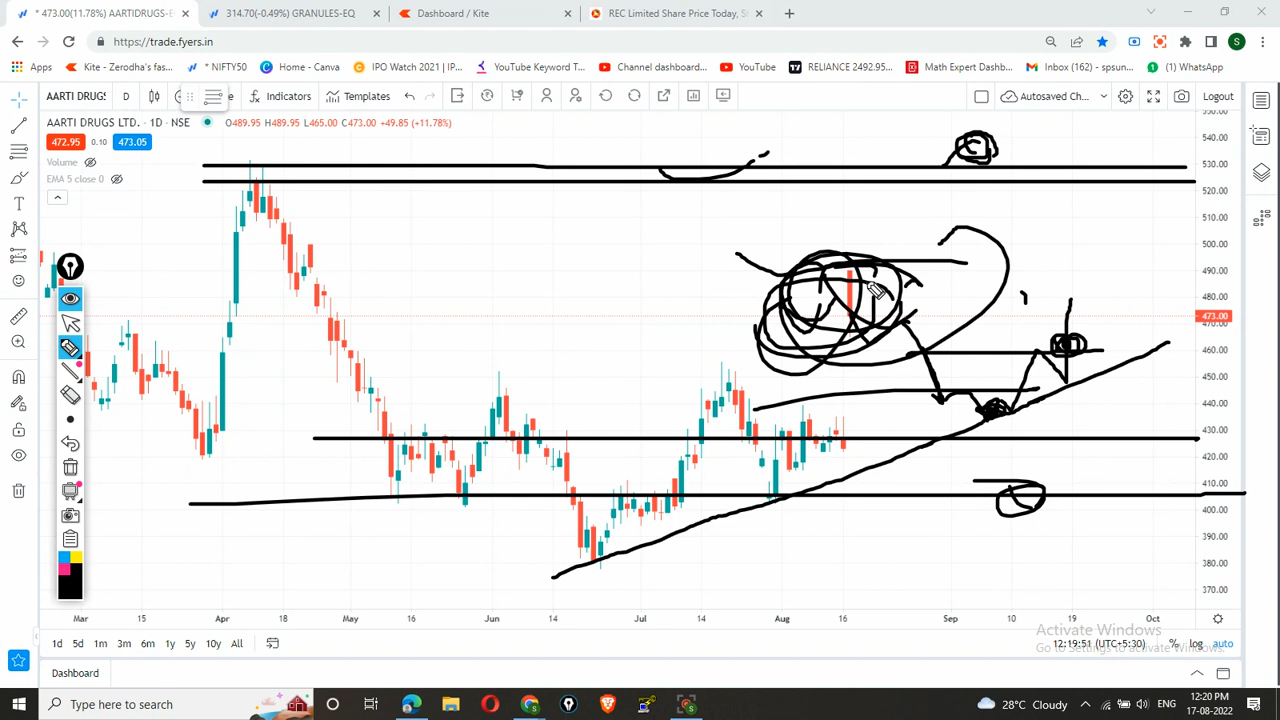 * 473.00(11.78%) AARTIDRUGS-E
314.70(-0.49%) GRANULES-EQ
Dashboard / Kite
REC Limited Share Price Today, S
https://trade.fyers.in
Apps
Kite - Zerodha's fas...
* NIFTY50
Home - Canva
IPO Watch 2021 | IP...
YouTube Keyword T...
Channel dashboard...
YouTube
RELIANCE 2492.95...
Math Expert Dashb...
Inbox (162) - spsun...
(1) WhatsApp
AARTI DRUGS
D
Indicators
Templates
Autosaved Ch...
Logout
AARTI DRUGS LTD. · 1D · NSE
O489.95 H489.95 L465.00 C473.00 +49.85 (+11.78%)
472.95
0.10
473.05
Volume
EMA 5 close 0
550.00
540.00
530.00
520.00
510.00
500.00
490.00
480.00
473.00
470.00
460.00
450.00
440.00
430.00
420.00
410.00
400.00
390.00
380.00
370.00
Mar
15
Apr
18
May
16
Jun
14
Jul
14
Aug
16
Sep
10
19
Oct
Activate Windows
Go to Settings to activate Windows.
1d
5d
1m
3m
6m
1y
5y
10y
All
12:19:51 (UTC+5:30)
%
log
auto
Dashboard
Type here to search
28°C Cloudy
12:20 PM
17-08-2022